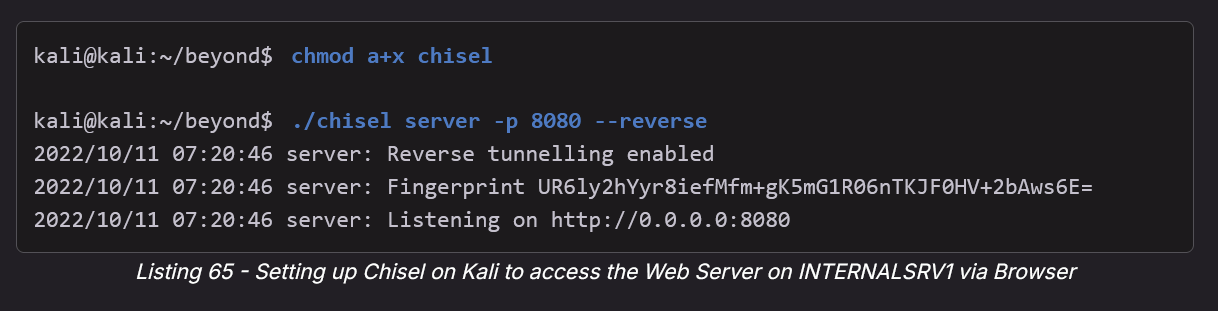 kali@kali:~/beyond$ chmod a+x chisel
kali@kali:~/beyond$ ./chisel server -p 8080 --reverse
2022/10/11 07:20:46 server: Reverse tunnelling enabled
2022/10/11 07:20:46 server: Fingerprint UR6ly2hYyr8iefMfm+gK5mG1R06nTKJF0HV+2bAws6E=
2022/10/11 07:20:46 server: Listening on http://0.0.0.0:8080
Listing 65 - Setting up Chisel on Kali to access the Web Server on INTERNALSRV1 via Browser